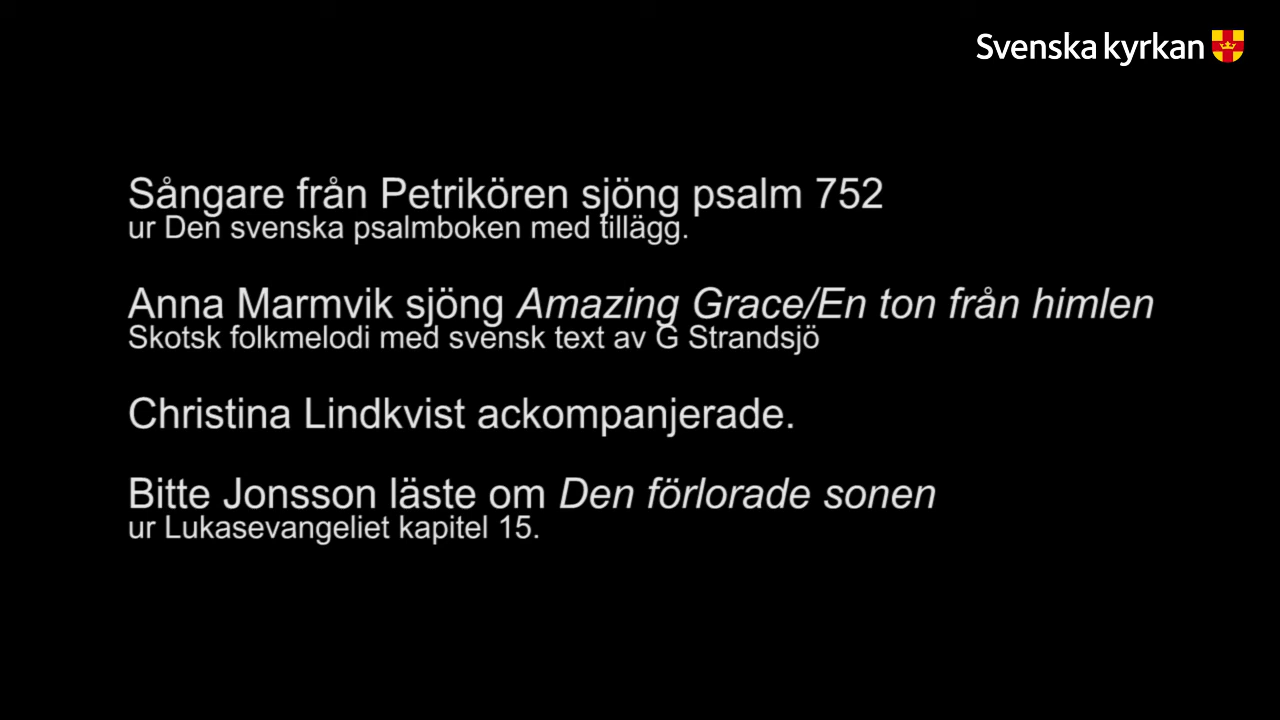 Svenska kyrkan
Sångare från Petrikören sjöng psalm 752
ur Den svenska psalmboken med tillägg.
Anna Marmvik sjöng Amazing Grace/En ton från himlen
Skotsk folkmelodi med svensk text av G Strandsjö
Christina Lindkvist ackompanjerade.
Bitte Jonsson läste om Den förlorade sonen
ur Lukasevangeliet kapitel 15.